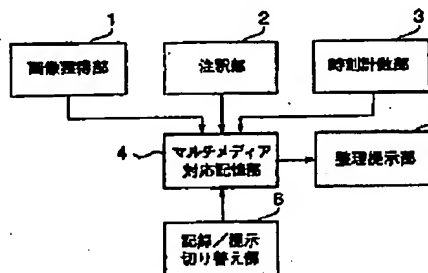 1
画像獲得部
2
注釈部
3
時刻計数部
4
マルチメディア
対応記憶部
整理提示部
6
記録/提示
切り替え部